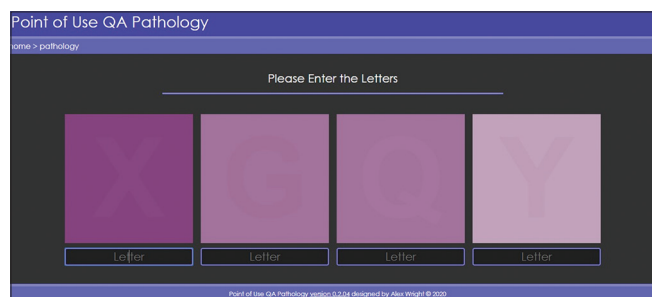 Point of Use QA Pathology
home > pathology
Please Enter the Letters
X G Q Y
Letter Letter Letter Letter
Point of Use QA Pathology version 0.2.04 designed by Alex Wright © 2020